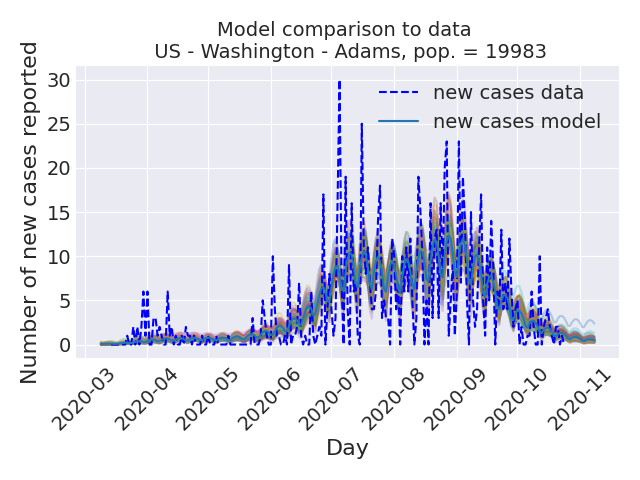 Model comparison to data
US - Washington - Adams, pop. = 19983
Number of new cases reported
30
25
20
15
10
5
0
new cases data
new cases model
2020-03
2020-04
2020-05
2020-06
2020-07
2020-08
2020-09
2020-10
2020-11
Day